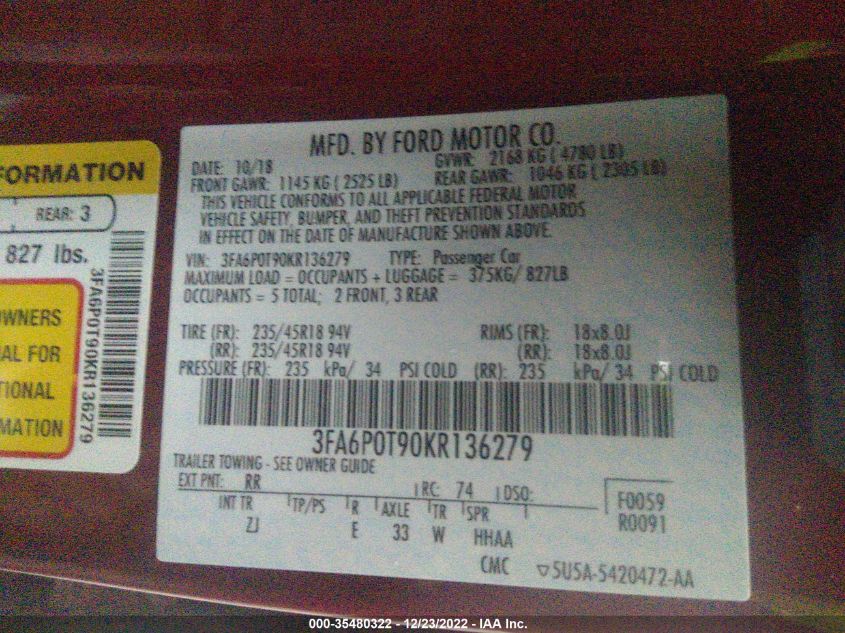 FORMATION
REAR: 3
827 lbs.
3FA6P0T90KR136279
OWNERS
AL FOR
TIONAL
MATION
MFD. BY FORD MOTOR CO.
DATE: 10/18 GVWR: 2168 KG ( 4780 LB)
FRONT GAWR: 1145 KG ( 2525 LB) REAR GAWR: 1046 KG ( 2305 LB)
THIS VEHICLE CONFORMS TO ALL APPLICABLE FEDERAL MOTOR
VEHICLE SAFETY, BUMPER, AND THEFT PREVENTION STANDARDS
IN EFFECT ON THE DATE OF MANUFACTURE SHOWN ABOVE.
VIN: 3FA6P0T90KR136279 TYPE: Passenger Car
MAXIMUM LOAD = OCCUPANTS + LUGGAGE = 375KG/ 827LB
OCCUPANTS = 5 TOTAL; 2 FRONT, 3 REAR
TIRE (FR): 235/45R18 94V RIMS (FR): 18x8.0J
(RR): 235/45R18 94V (RR): 18x8.0J
PRESSURE (FR): 235 kPa/ 34 PSI COLD (RR): 235 kPa/ 34 PSI COLD
3FA6P0T90KR136279
TRAILER TOWING - SEE OWNER GUIDE
EXT PNT: RR RC: 74 DSO: F0059
INT TR TP/PS R AXLE TR SPR R0091
ZJ E 33 W HHAA
CMC ▽5U5A-5420472-AA
000-35480322 - 12/23/2022 - IAA Inc.